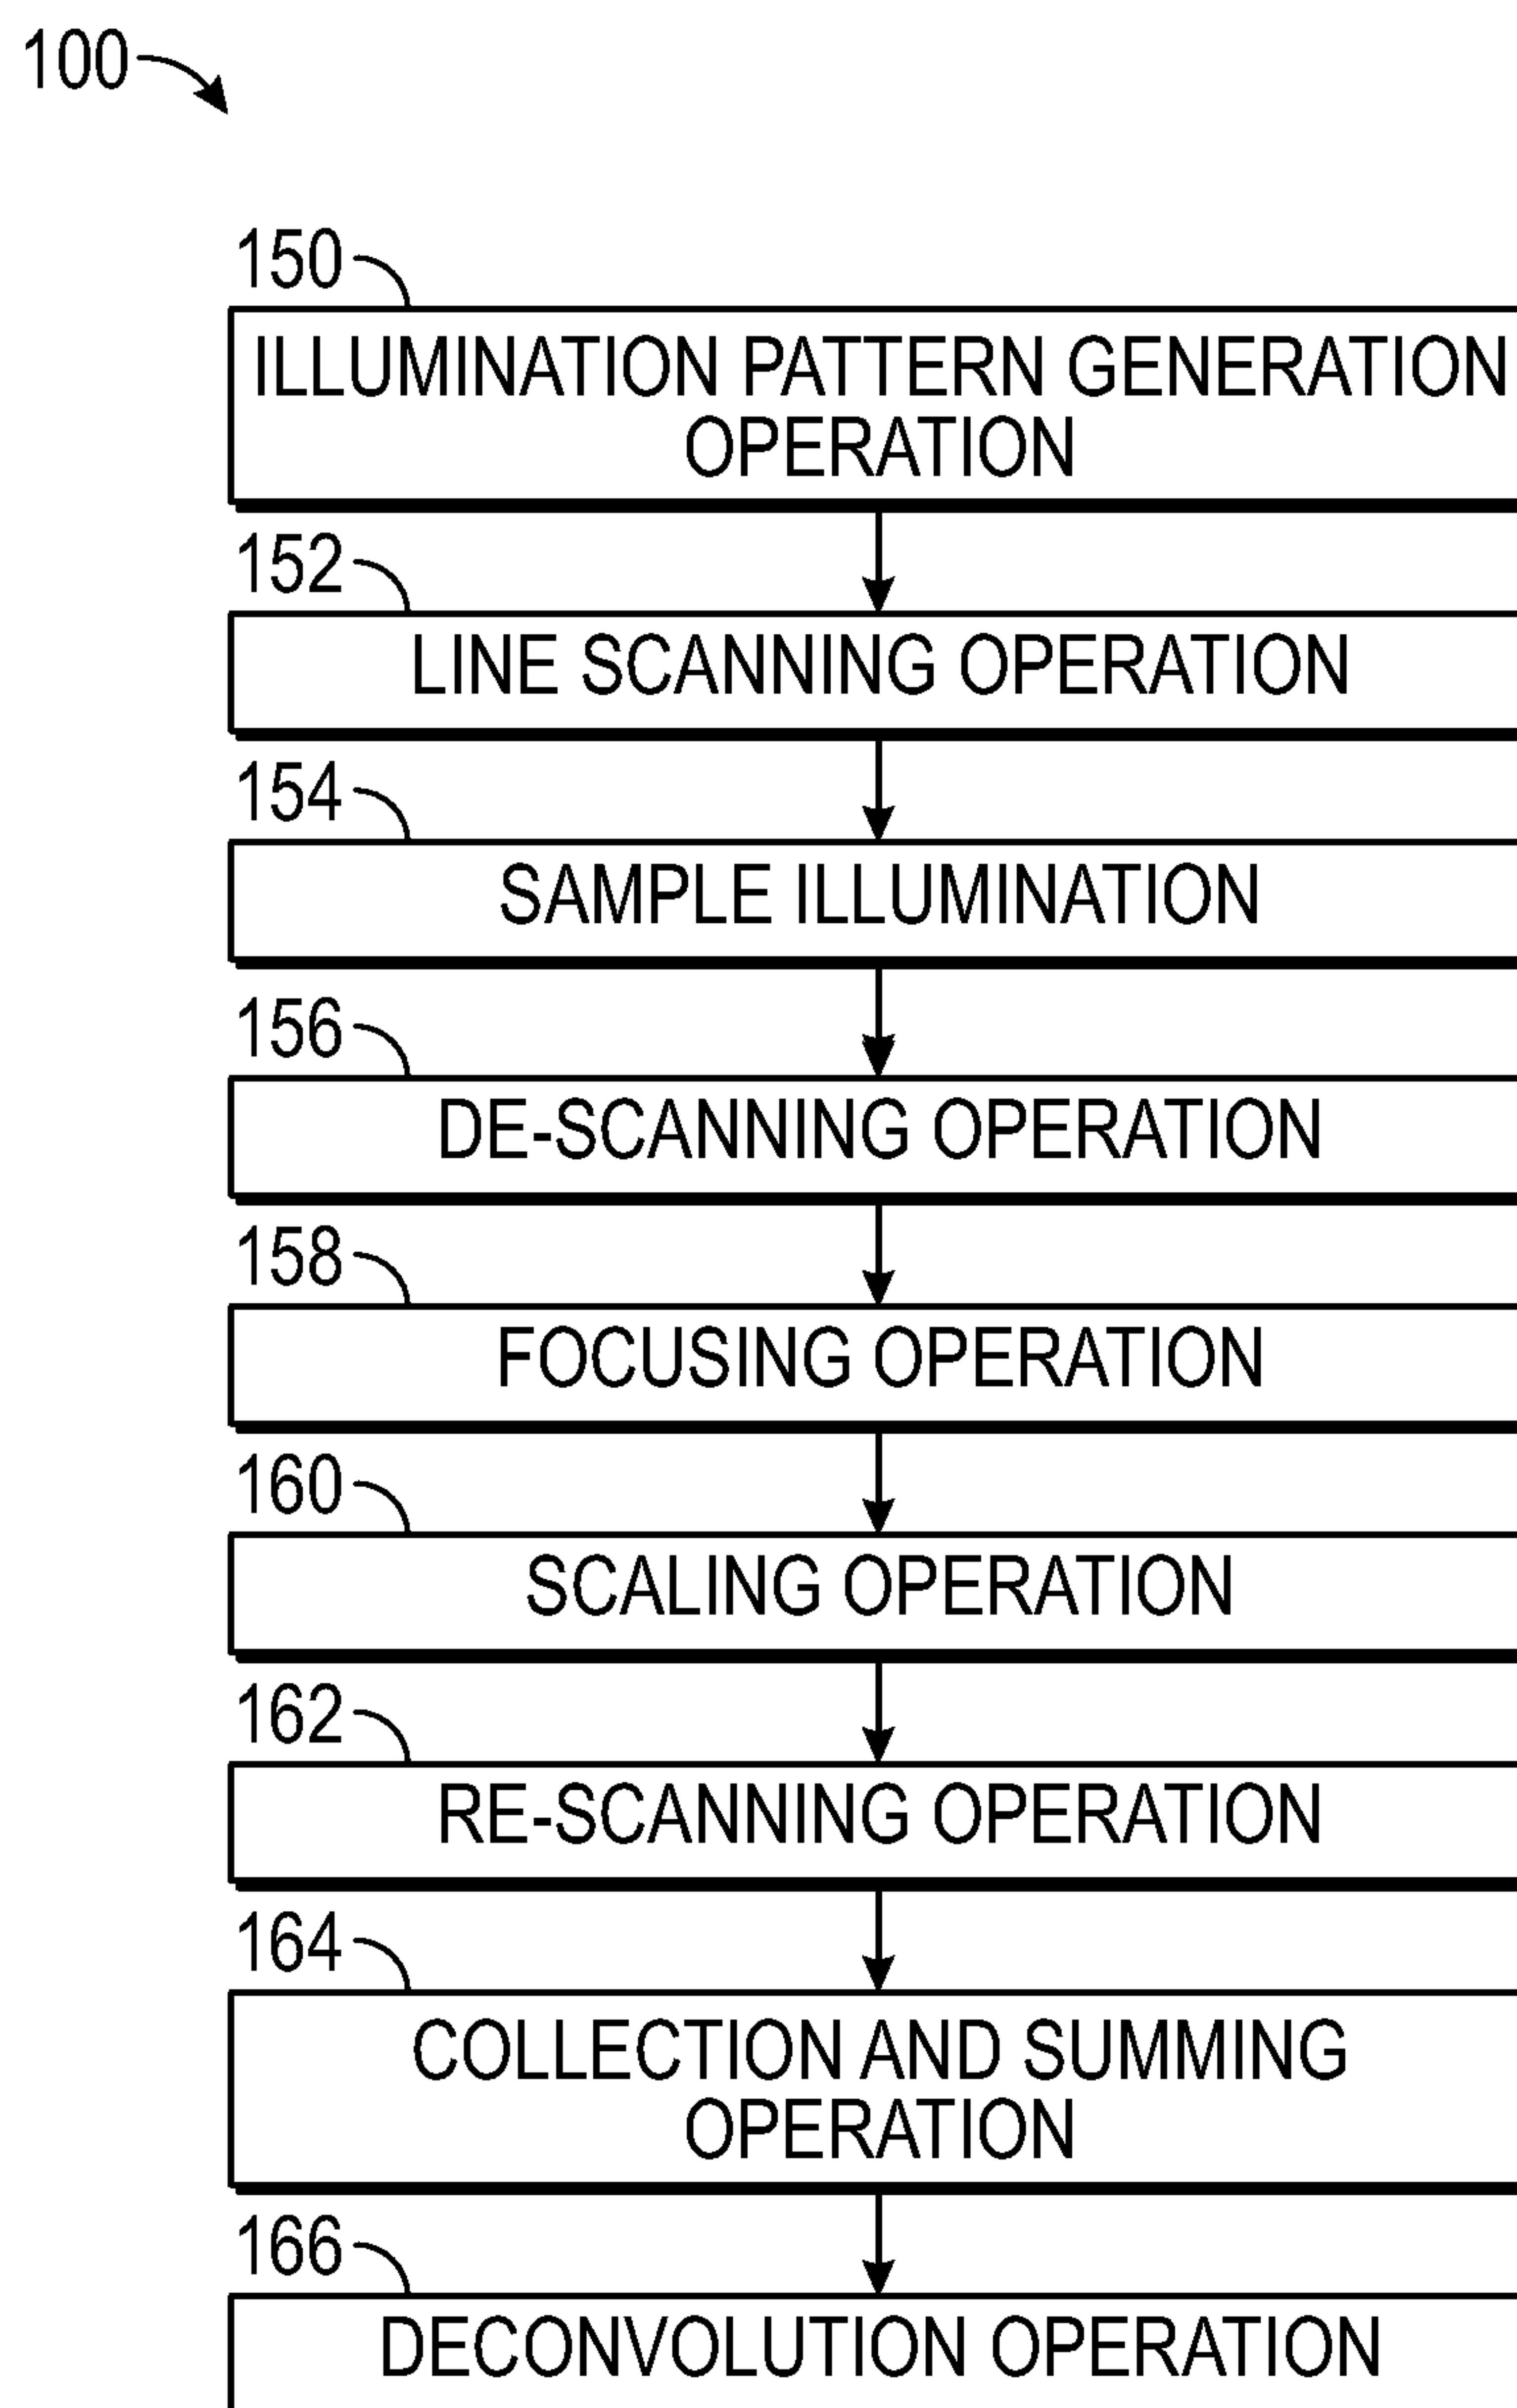 100
150
ILLUMINATION PATTERN GENERATION
OPERATION
152
LINE SCANNING OPERATION
154
SAMPLE ILLUMINATION
156
DE-SCANNING OPERATION
158
FOCUSING OPERATION
160
SCALING OPERATION
162
RE-SCANNING OPERATION
164
COLLECTION AND SUMMING
OPERATION
166
DECONVOLUTION OPERATION